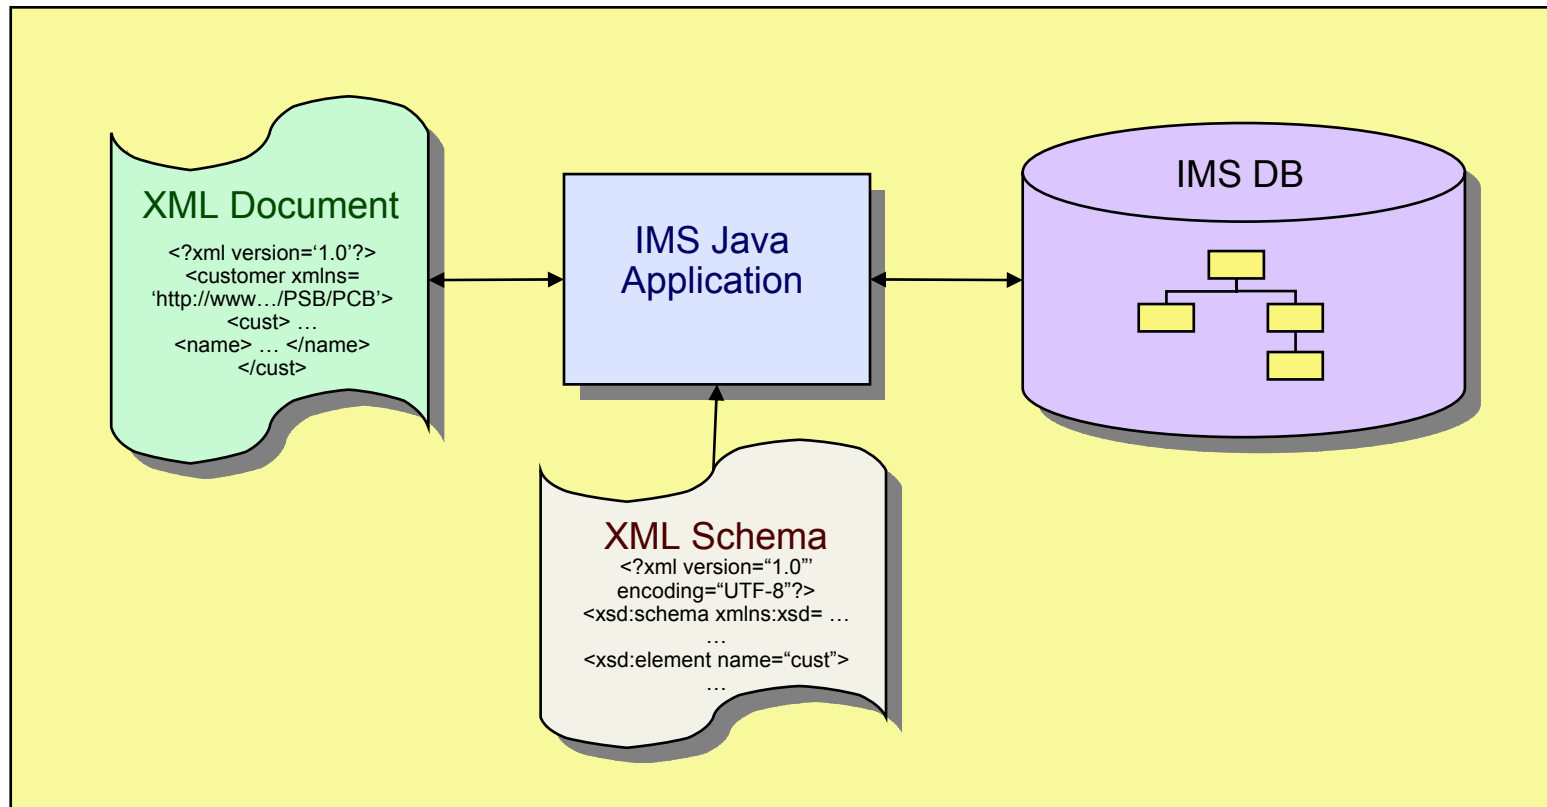 XML Document
<?xml version=‘1.0’?>
<customer xmlns=
‘http://www…/PSB/PCB’>
<cust> …
<name> … </name>
</cust>
IMS Java
Application
IMS DB
XML Schema
<?xml version=“1.0”’
encoding=“UTF-8”?>
<xsd:schema xmlns:xsd= …
…
<xsd:element name=“cust”>
…